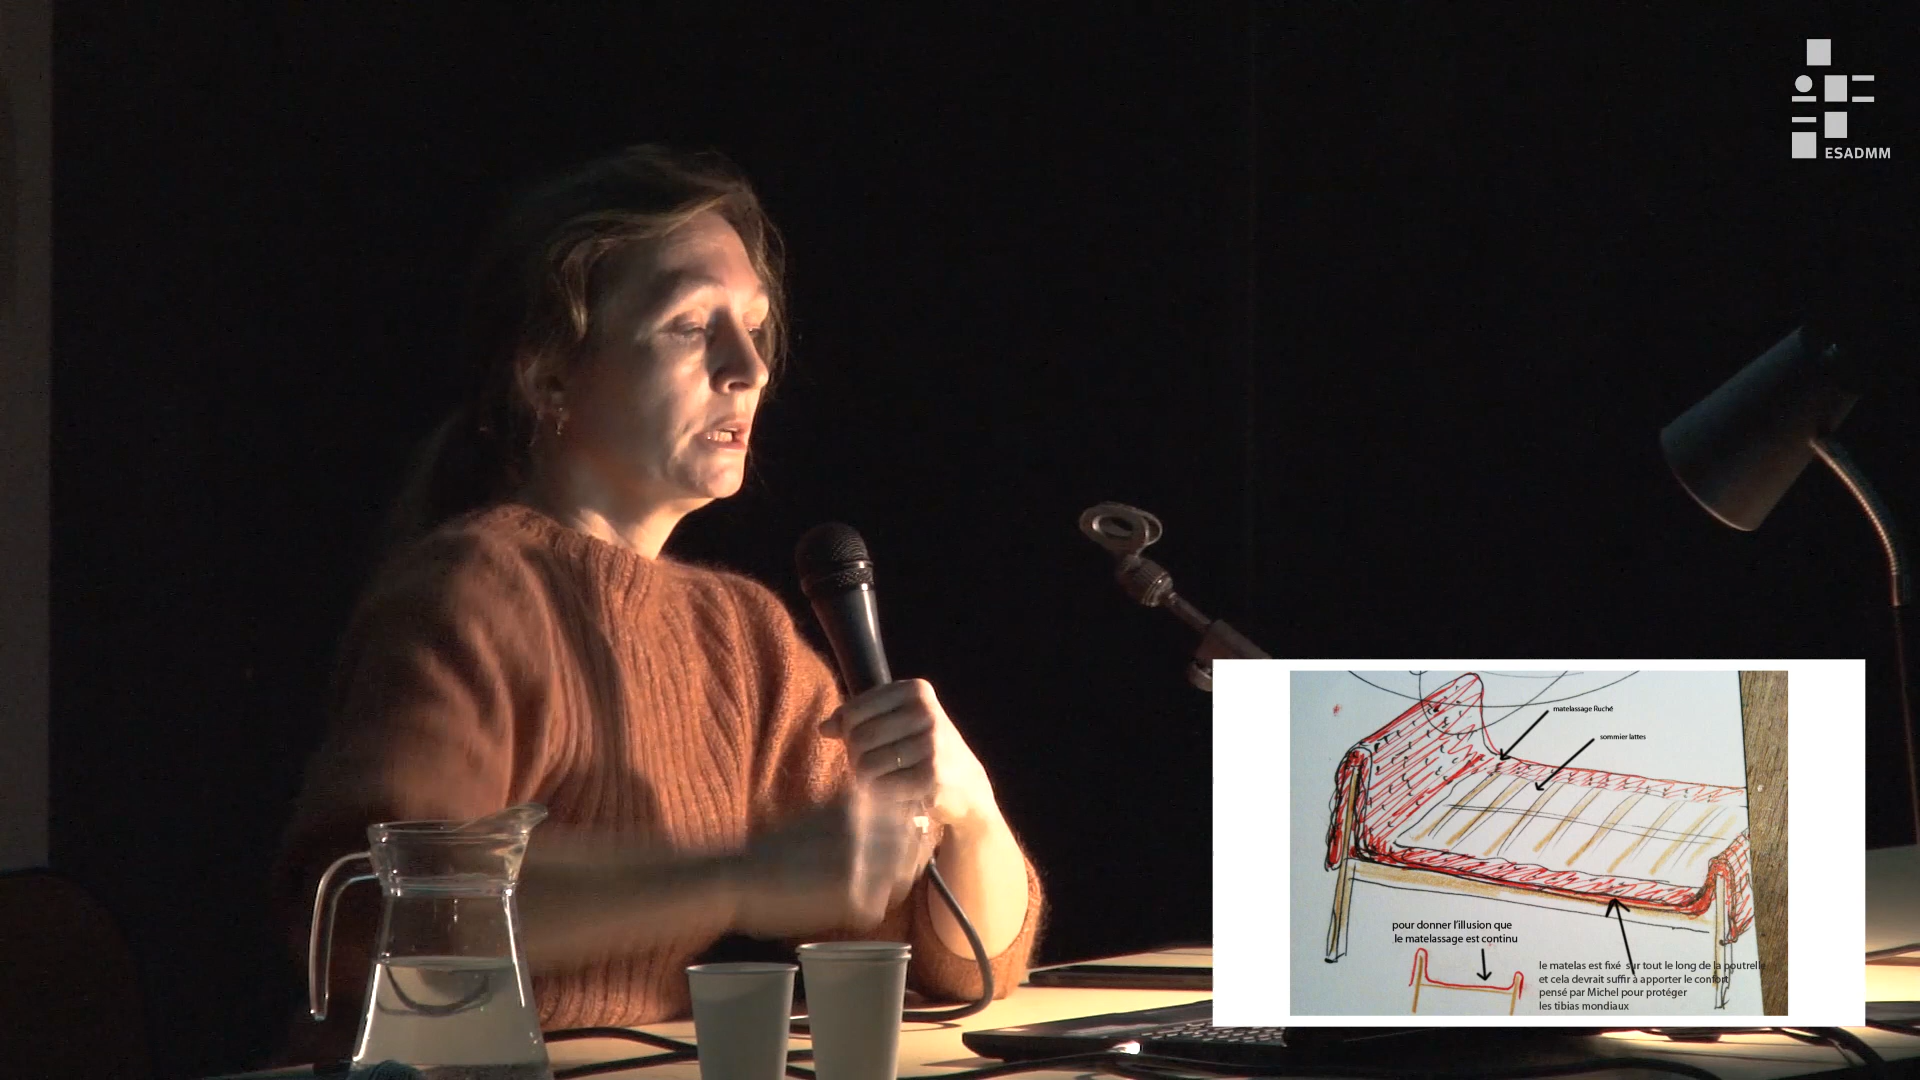 ESADMM
matelassage Ruché
sommier lattes
pour donner l'illusion que
le matelassage est continu
le matelas est fixé sur tout le long de la poutrelle
et cela devrait suffir à apporter le confort
pensé par Michel pour protéger
les tibias mondiaux